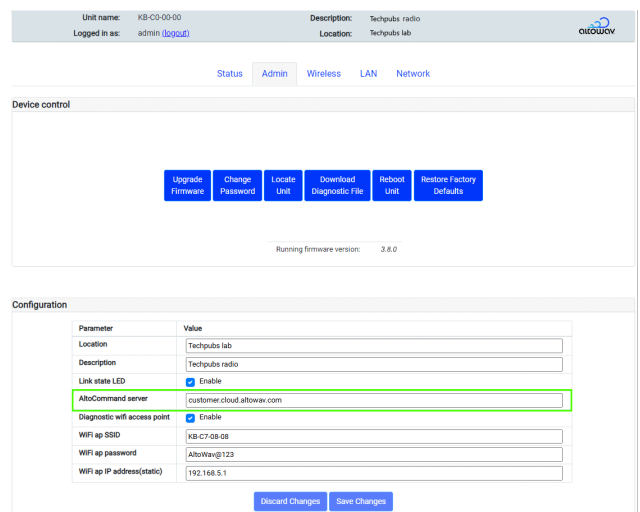 Unit name: KB-C0-00-00 Description: Techpubs radio
Logged in as: admin (logout) Location: Techpubs lab
altowav
Status Admin Wireless LAN Network
Device control
Upgrade Firmware
Change Password
Locate Unit
Download Diagnostic File
Reboot Unit
Restore Factory Defaults
Running firmware version: 3.8.0
Configuration
Parameter Value
Location Techpubs lab
Description Techpubs radio
Link state LED Enable
AltoCommand server customer.cloud.altowav.com
Diagnostic wifi access point Enable
WiFi ap SSID KB-C7-08-08
WiFi ap password AltoWav@123
WiFi ap IP address(static) 192.168.5.1
Discard Changes Save Changes